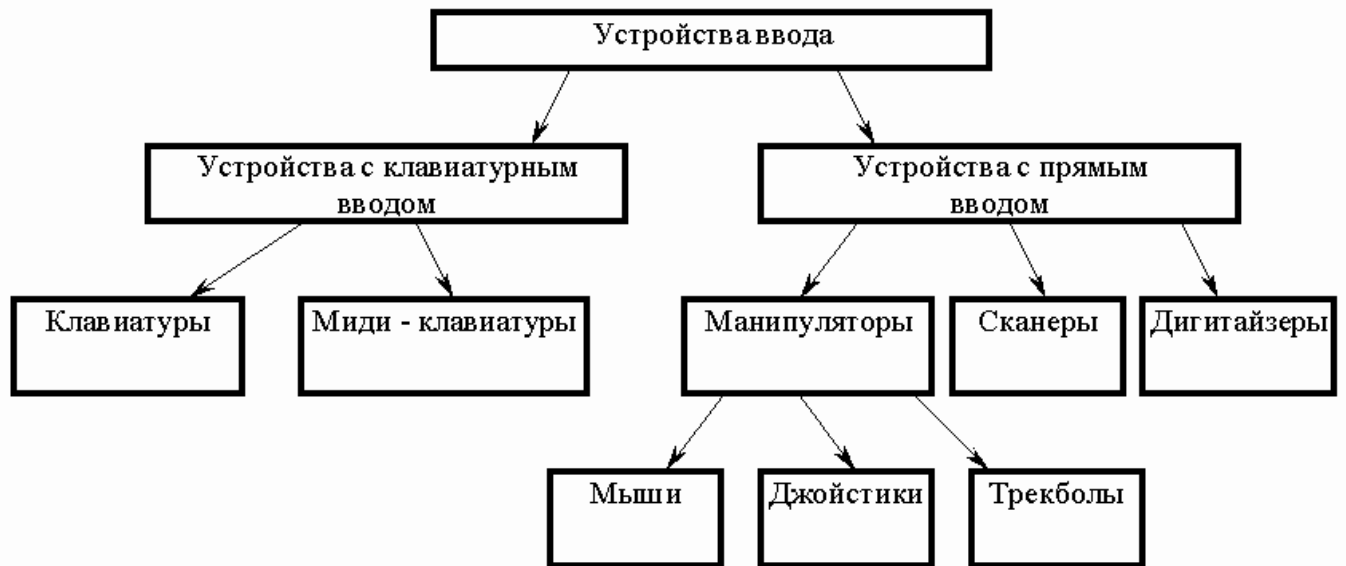 Устройства ввода
Устройства с клавиатурным
вводом
Устройства с прямым
вводом
Клавиатуры
Миди - клавиатуры
Манипуляторы
Сканеры
Дигитайзеры
Мыши
Джойстики
Трекболы